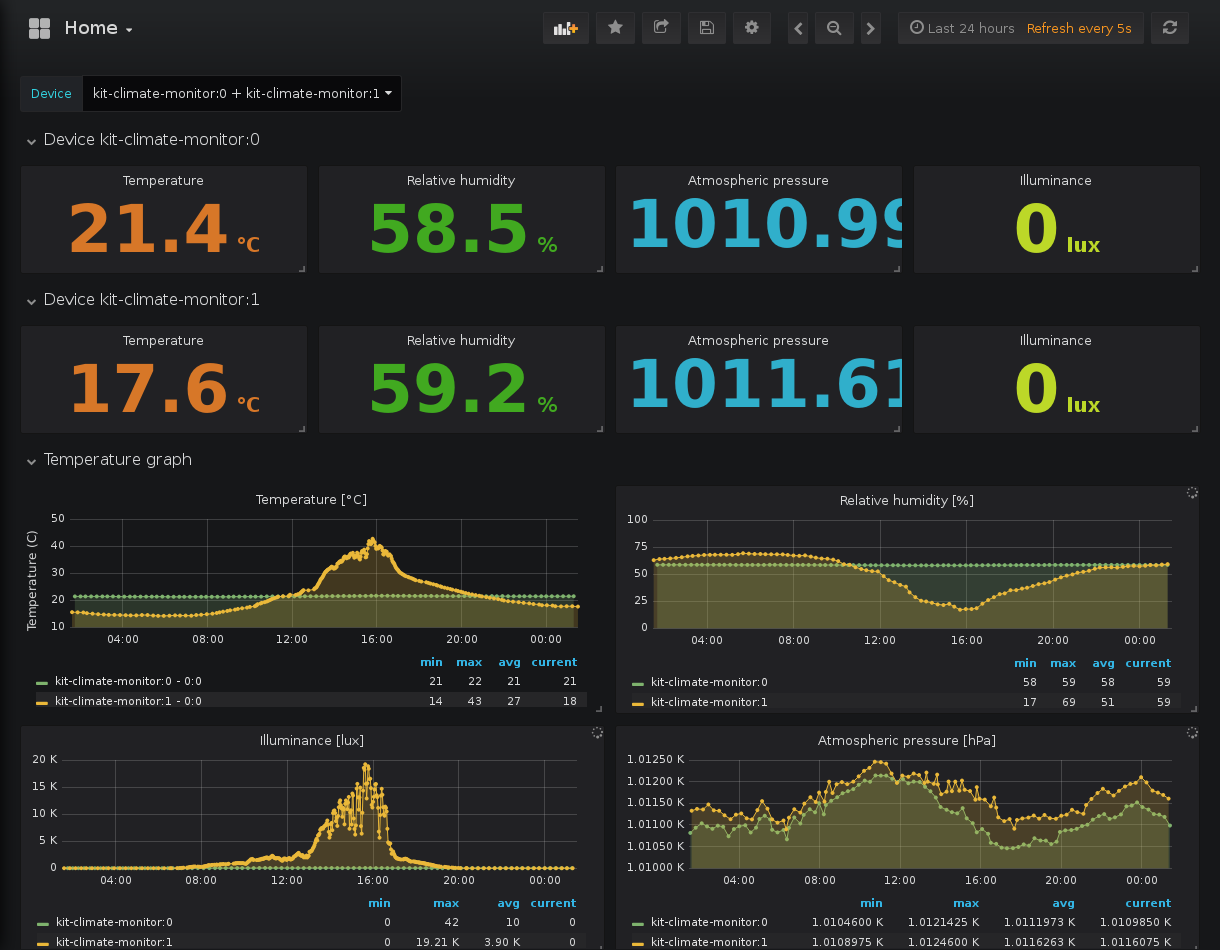 Home
Last 24 hours Refresh every 5s
Device kit-climate-monitor:0 + kit-climate-monitor:1
Device kit-climate-monitor:0
Temperature Relative humidity Atmospheric pressure Illuminance
21.4 °C 58.5 % 1010.99 0 lux
Device kit-climate-monitor:1
Temperature Relative humidity Atmospheric pressure Illuminance
17.6 °C 59.2 % 1011.61 0 lux
Temperature graph
Temperature [°C]
Temperature (C)
50
40
30
20
10
04:00 08:00 12:00 16:00 20:00 00:00
min max avg current
kit-climate-monitor:0 - 0:0 21 22 21 21
kit-climate-monitor:1 - 0:0 14 43 27 18
Relative humidity [%]
100
75
50
25
0
04:00 08:00 12:00 16:00 20:00 00:00
min max avg current
kit-climate-monitor:0 58 59 58 59
kit-climate-monitor:1 17 69 51 59
Illuminance [lux]
20 K
15 K
10 K
5 K
0
04:00 08:00 12:00 16:00 20:00 00:00
min max avg current
kit-climate-monitor:0 0 42 10 0
kit-climate-monitor:1 0 19.21 K 3.90 K 0
Atmospheric pressure [hPa]
1.01250 K
1.01200 K
1.01150 K
1.01100 K
1.01050 K
1.01000 K
04:00 08:00 12:00 16:00 20:00 00:00
min max avg current
kit-climate-monitor:0 1.0104600 K 1.0121425 K 1.0111973 K 1.0109850 K
kit-climate-monitor:1 1.0108975 K 1.0124600 K 1.0116263 K 1.0116075 K